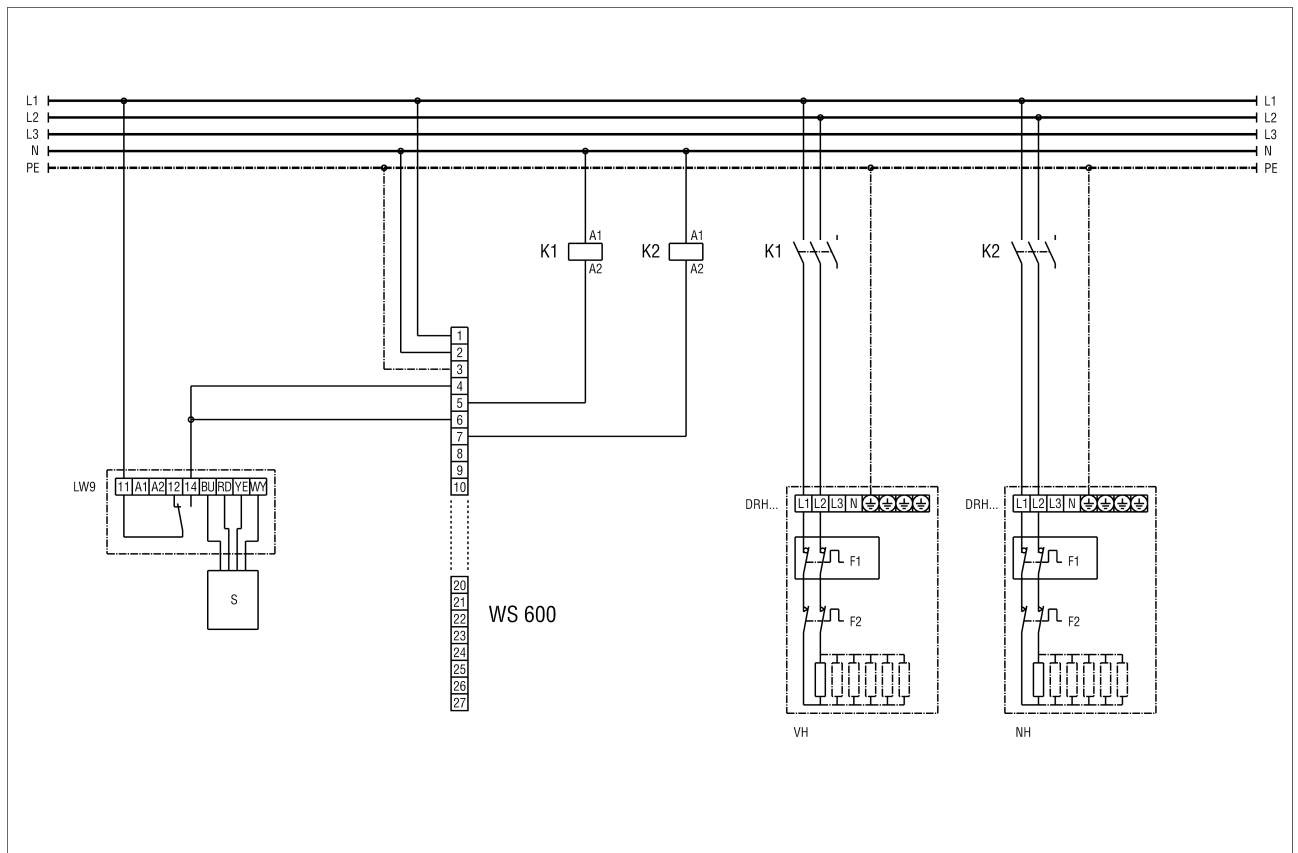 L1 L1
L2 L2
L3 L3
N N
PE PE
A1 A1
K1 K2 K1 K2
A2 A2
1
2
3
4
5
6
7
8
9
10
LW9 11 A1 A2 12 14 BU RD YE WY
DRH... L1 L2 L3 N DRH... L1 L2 L3 N
F1 F1
S
20
21
22
23
24
25
26
27
WS 600
F2 F2
VH NH